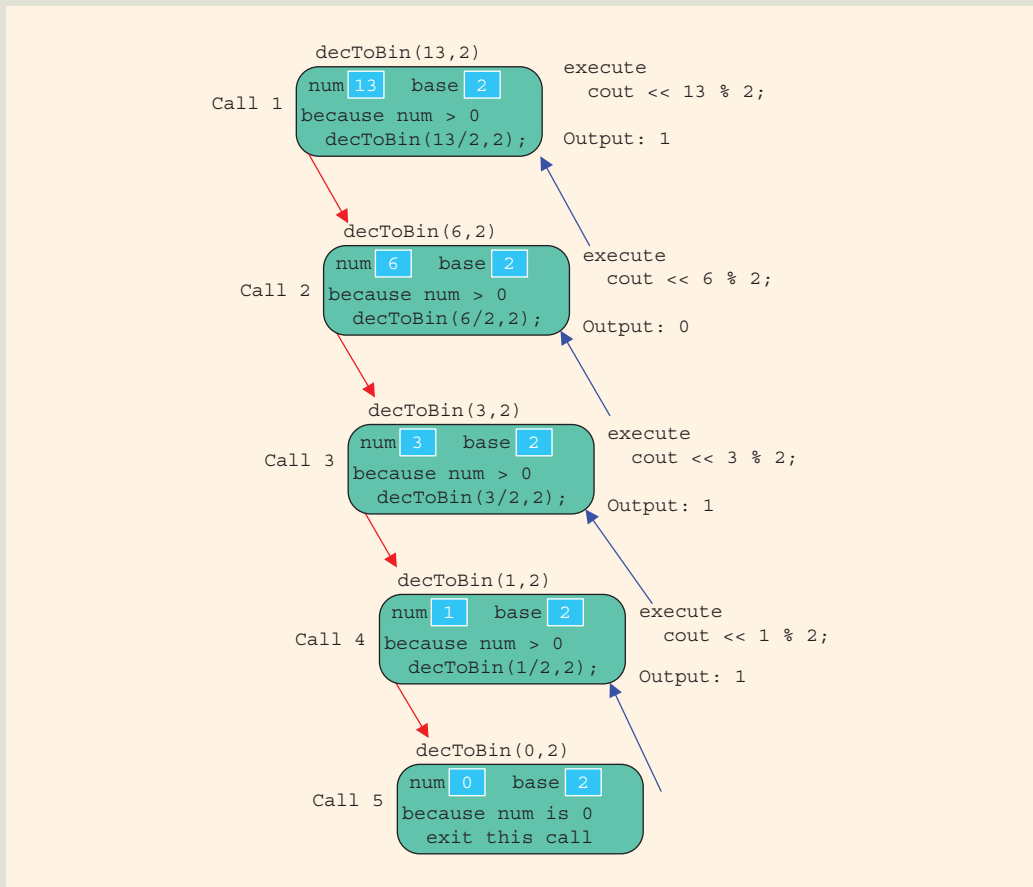 decToBin(13,2)
num 13 base 2
Call 1
because num > 0
decToBin(13/2,2);
execute
cout << 13 % 2;
Output: 1
decToBin(6,2)
num 6 base 2
Call 2
because num > 0
decToBin(6/2,2);
execute
cout << 6 % 2;
Output: 0
decToBin(3,2)
num 3 base 2
Call 3
because num > 0
decToBin(3/2,2);
execute
cout << 3 % 2;
Output: 1
decToBin(1,2)
num 1 base 2
Call 4
because num > 0
decToBin(1/2,2);
execute
cout << 1 % 2;
Output: 1
decToBin(0,2)
num 0 base 2
Call 5
because num is 0
exit this call